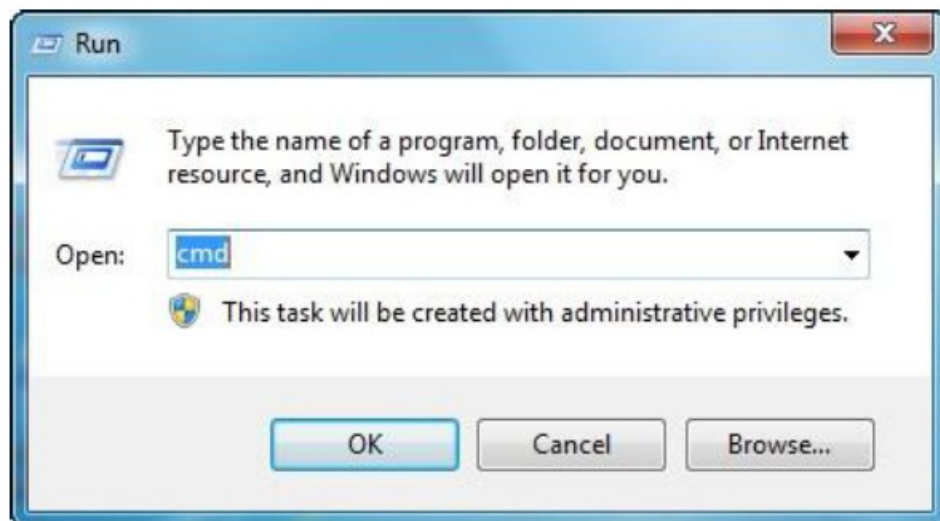 Run
Type the name of a program, folder, document, or Internet
resource, and Windows will open it for you.
Open: cmd
This task will be created with administrative privileges.
OK Cancel Browse...